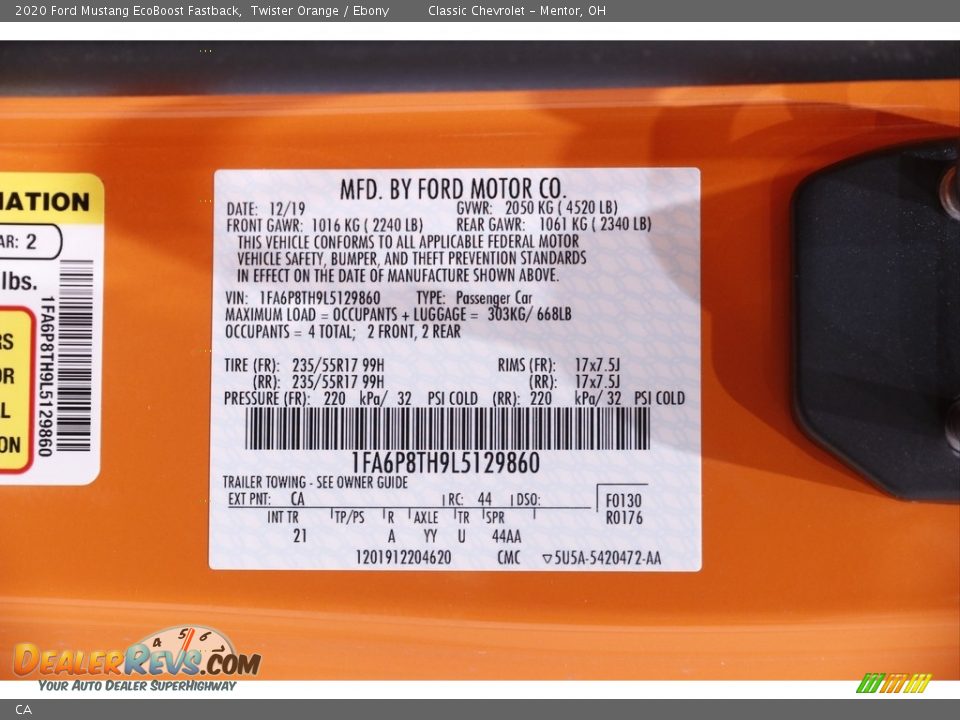 2020 Ford Mustang EcoBoost Fastback, Twister Orange / Ebony Classic Chevrolet - Mentor, OH
MFD. BY FORD MOTOR CO.
DATE: 12/19 GVWR: 2050 KG ( 4520 LB)
FRONT GAWR: 1016 KG ( 2240 LB) REAR GAWR: 1061 KG ( 2340 LB)
THIS VEHICLE CONFORMS TO ALL APPLICABLE FEDERAL MOTOR
VEHICLE SAFETY, BUMPER, AND THEFT PREVENTION STANDARDS
IN EFFECT ON THE DATE OF MANUFACTURE SHOWN ABOVE.
VIN: 1FA6P8TH9L5129860 TYPE: Passenger Car
MAXIMUM LOAD = OCCUPANTS + LUGGAGE = 303KG/ 668LB
OCCUPANTS = 4 TOTAL; 2 FRONT, 2 REAR
TIRE (FR): 235/55R17 99H RIMS (FR): 17x7.5J
(RR): 235/55R17 99H (RR): 17x7.5J
PRESSURE (FR): 220 kPa/ 32 PSI COLD (RR): 220 kPa/ 32 PSI COLD
1FA6P8TH9L5129860
TRAILER TOWING - SEE OWNER GUIDE
EXT PNT: CA RC: 44 DSO: F0130
R0176
INT TR TP/PS R AXLE TR SPR
21 A YY U 44AA
1201912204620 CMC ▽5U5A-5420472-AA
MATION
AR: 2
lbs.
RS
OR
L
ON
1FA6P8TH9L5129860
4 5 6
DEALERREVS.COM
YOUR AUTO DEALER SUPERHIGHWAY
CA